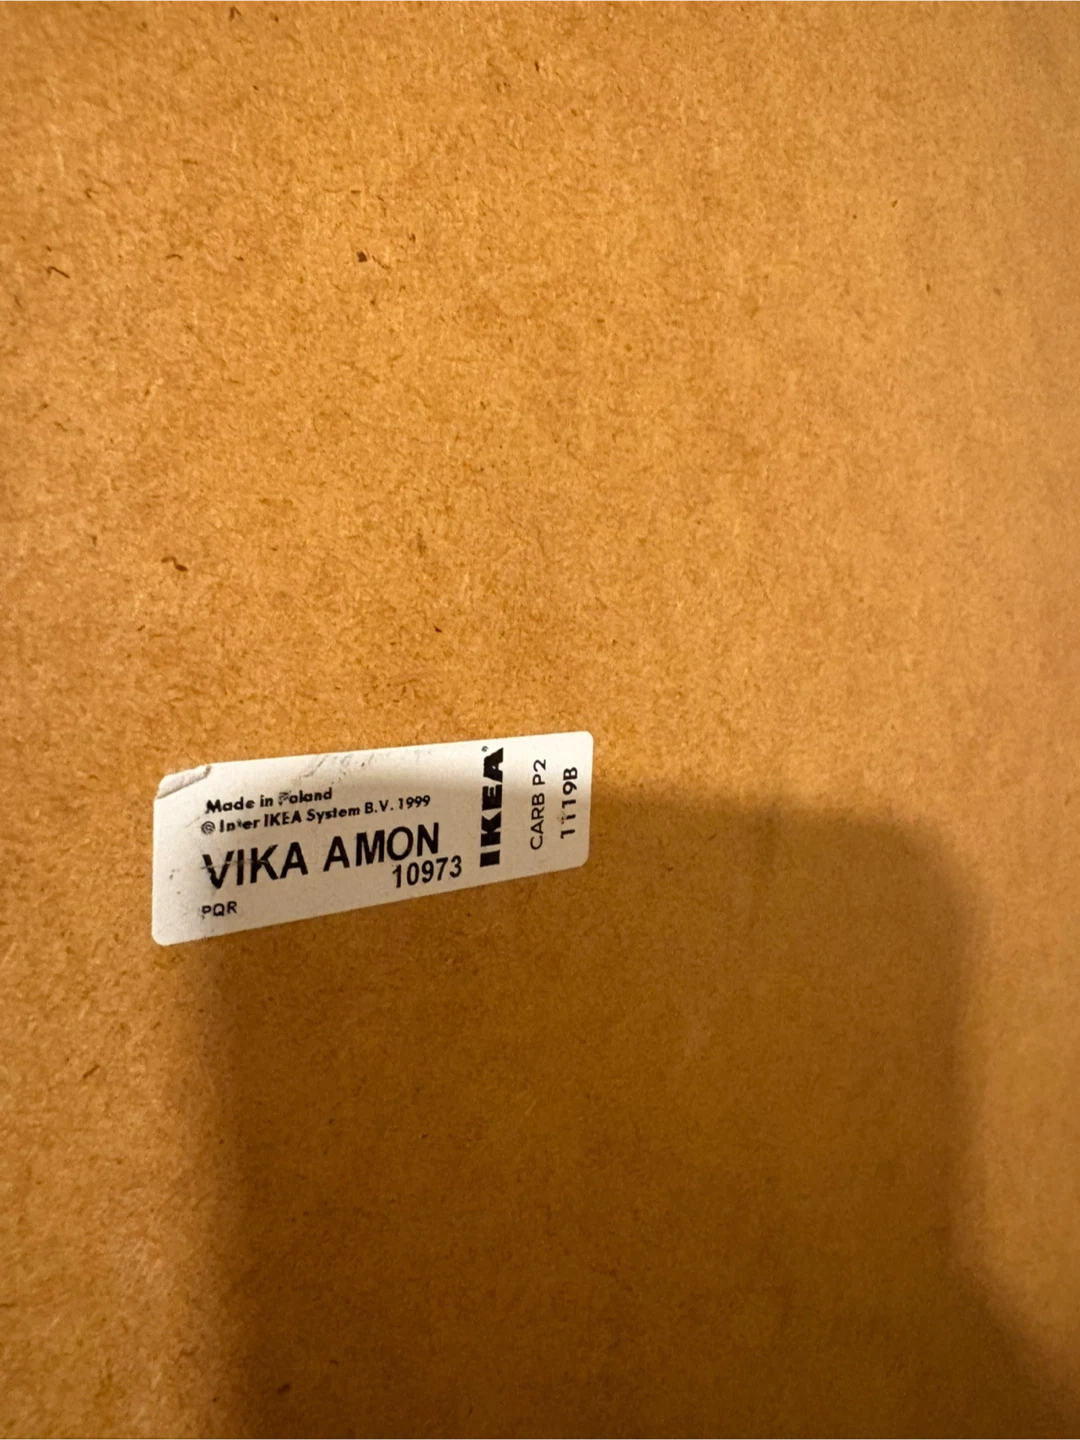 Made in Poland
© Inter IKEA System B.V. 1999
VIKA AMON
10973
PQR
IKEA®
CARB P2
1119B